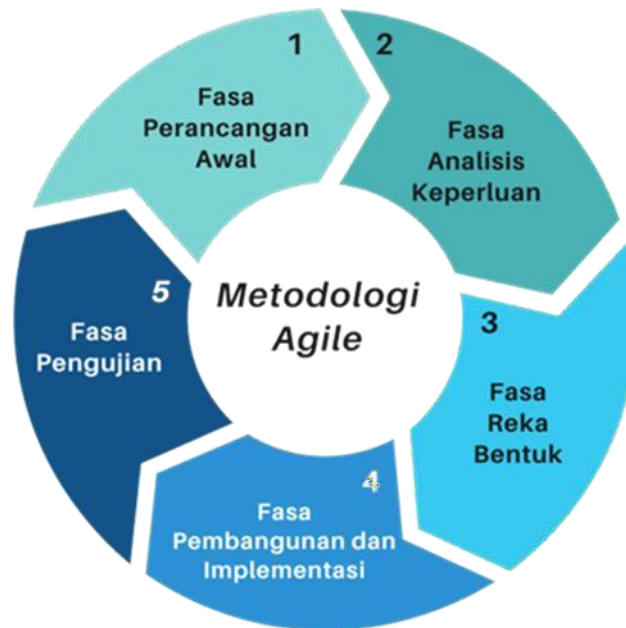 1
Fasa
Perancangan
Awal
2
Fasa
Analisis
Keperluan
3
Fasa
Reka
Bentuk
4
Fasa
Pembangunan dan
Implementasi
5
Fasa
Pengujian
Metodologi
Agile